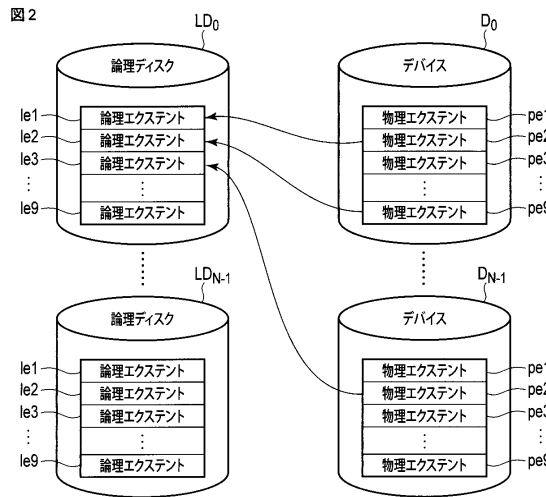 図2
LD0
論理ディスク
le1 論理エクステント
le2 論理エクステント
le3 論理エクステント
⋮ ⋮
le9 論理エクステント
D0
デバイス
物理エクステント pe1
物理エクステント pe2
物理エクステント pe3
⋮ ⋮
物理エクステント pe9
LDN-1
論理ディスク
le1 論理エクステント
le2 論理エクステント
le3 論理エクステント
⋮ ⋮
le9 論理エクステント
DN-1
デバイス
物理エクステント pe1
物理エクステント pe2
物理エクステント pe3
⋮ ⋮
物理エクステント pe9